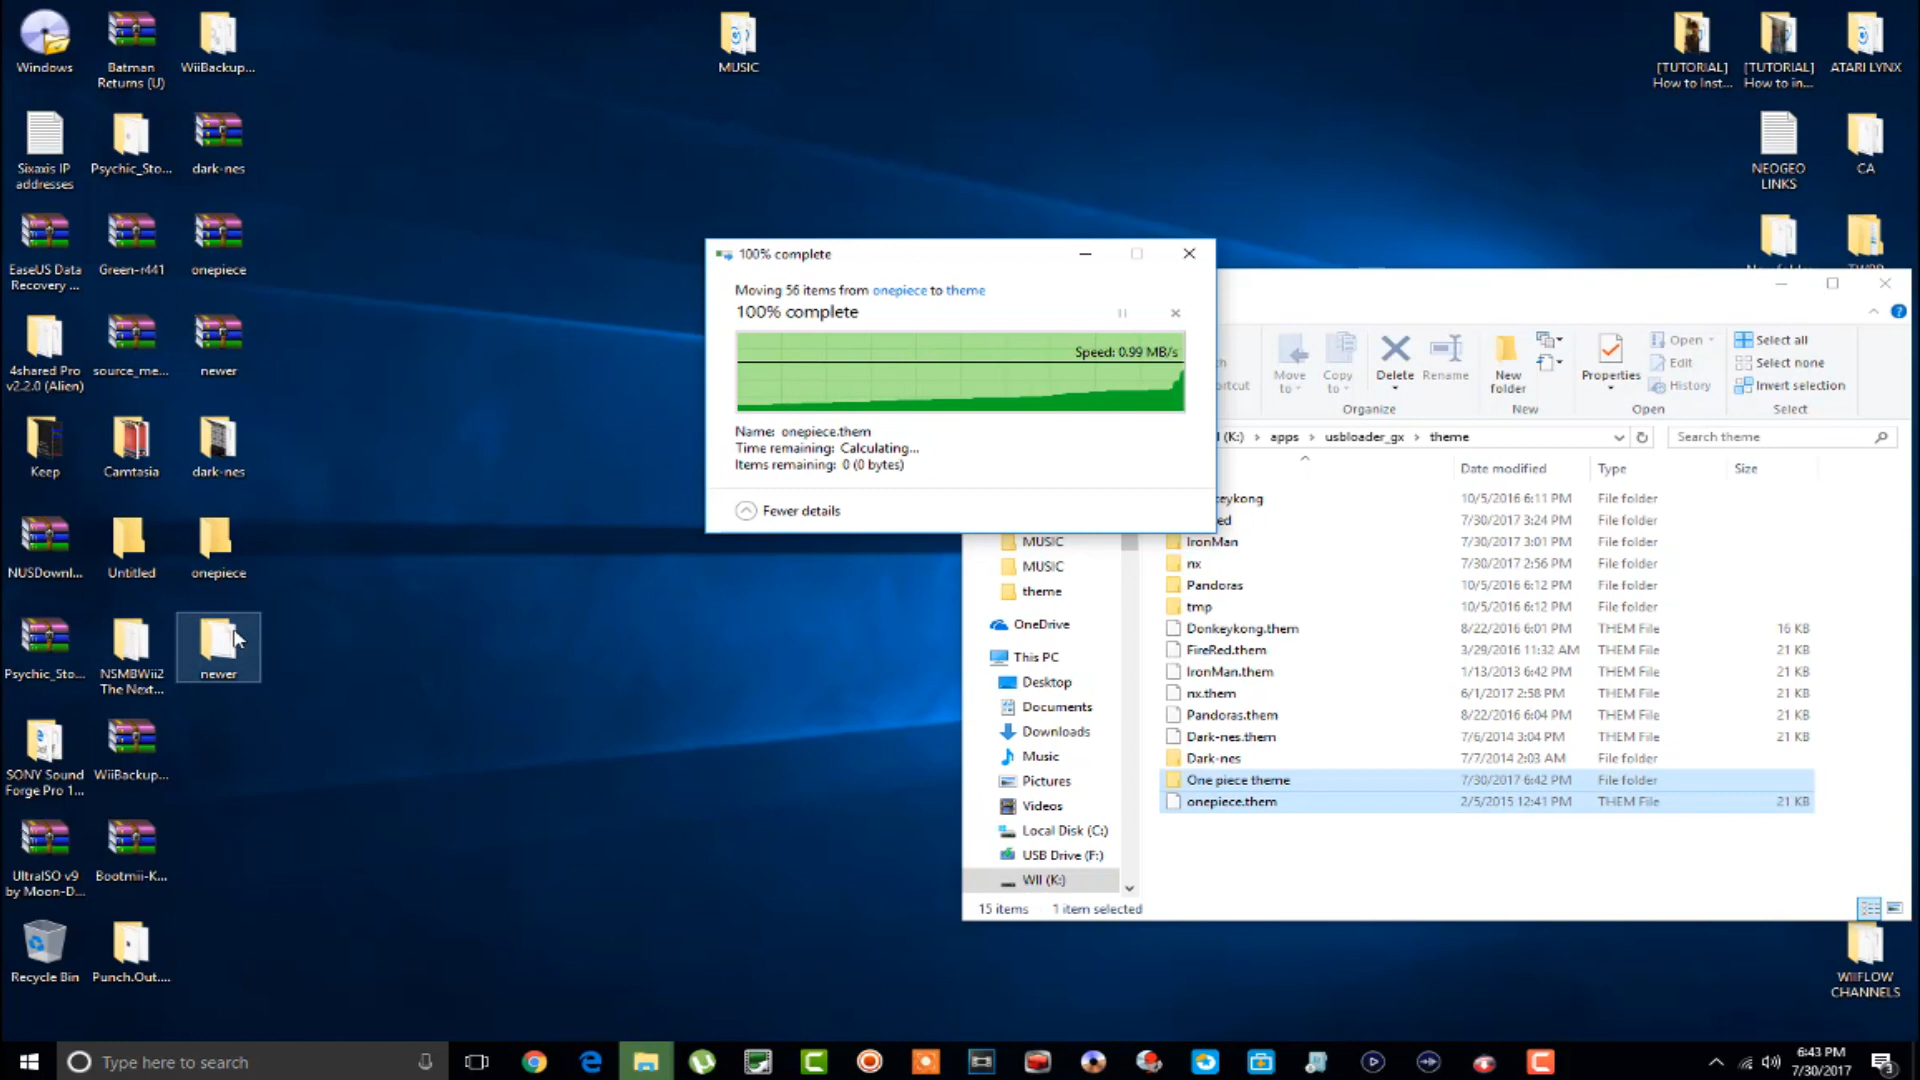 Windows
Batman
Returns (U)
WiiBackup...
MUSIC
[TUTORIAL]
How to Inst...
[TUTORIAL]
How to in...
ATARI LYNX
Sixaxis IP
addresses
Psychic_Sto...
dark-nes
NEOGEO
LINKS
CA
EaseUS Data
Recovery ...
Green-r441
onepiece
4shared Pro
v2.2.0 (Alien)
source_me...
newer
Keep
Camtasia
dark-nes
NUSDownl...
Untitled
onepiece
Psychic_Sto...
NSMBWii2
The Next...
newer
SONY Sound
Forge Pro 1...
WiiBackup...
UltraISO v9
by Moon-D...
Bootmii-K...
Recycle Bin
Punch.Out....
WIIFLOW
CHANNELS
100% complete
Moving 56 items from onepiece to theme
100% complete
Speed: 0.99 MB/s
Name: onepiece.them
Time remaining: Calculating...
Items remaining: 0 (0 bytes)
Fewer details
Move
to
Copy
to
Delete
Rename
New
folder
Properties
Open
Edit
History
Select all
Select none
Invert selection
Organize
New
Open
Select
(K:) > apps > usbloader_gx > theme
Search theme
Date modified
Type
Size
eykong 10/5/2016 6:11 PM File folder
ed 7/30/2017 3:24 PM File folder
IronMan 7/30/2017 3:01 PM File folder
nx 7/30/2017 2:56 PM File folder
Pandoras 10/5/2016 6:12 PM File folder
tmp 10/5/2016 6:12 PM File folder
Donkeykong.them 8/22/2016 6:01 PM THEM File 16 KB
FireRed.them 3/29/2016 11:32 AM THEM File 21 KB
IronMan.them 1/13/2013 6:42 PM THEM File 21 KB
nx.them 6/1/2017 2:58 PM THEM File 21 KB
Pandoras.them 8/22/2016 6:04 PM THEM File 21 KB
Dark-nes.them 7/6/2014 3:04 PM THEM File 21 KB
Dark-nes 7/7/2014 2:03 AM File folder
One piece theme 7/30/2017 6:42 PM File folder
onepiece.them 2/5/2015 12:41 PM THEM File 21 KB
MUSIC
MUSIC
theme
OneDrive
This PC
Desktop
Documents
Downloads
Music
Pictures
Videos
Local Disk (C:)
USB Drive (F:)
WII (K:)
15 items
1 item selected
Type here to search
6:43 PM
7/30/2017
3